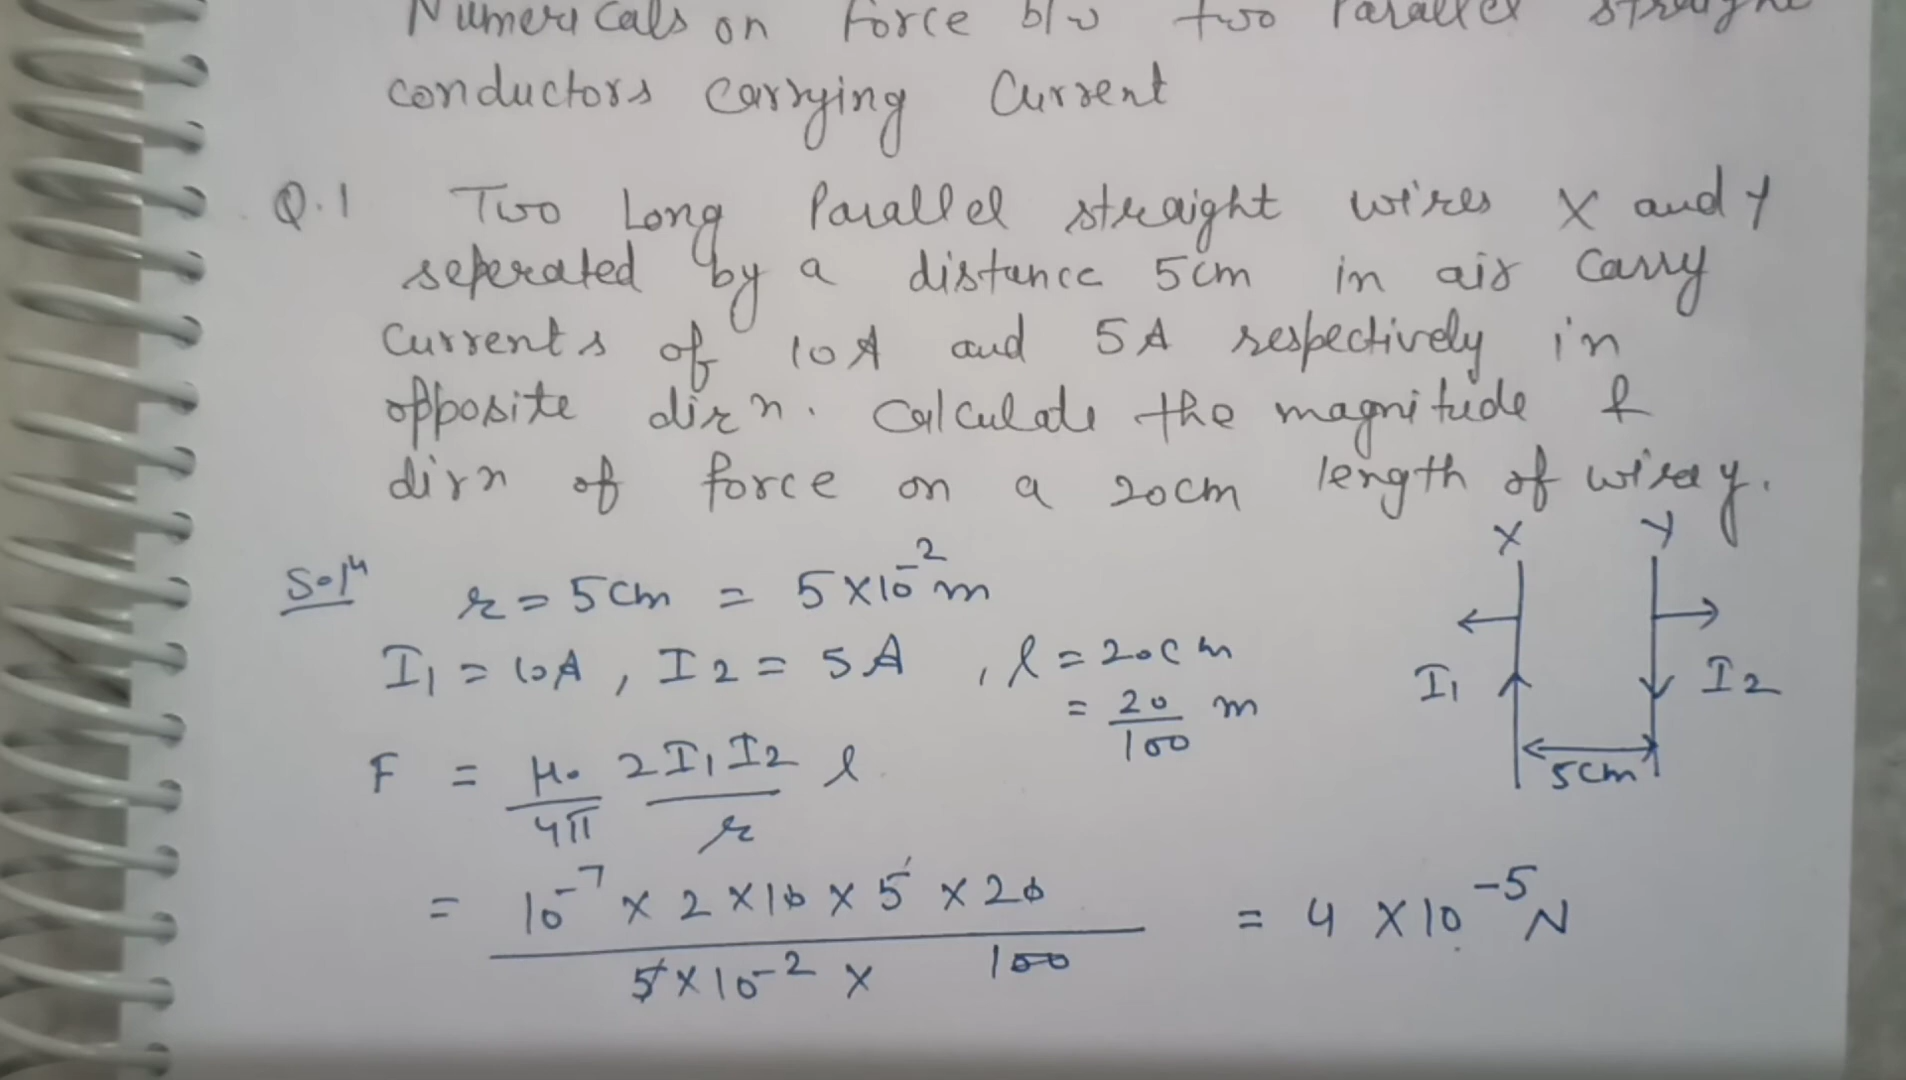 Numericals on force b/w two Parallel straight
conductors carrying Current
Q.1 Two Long Parallel straight wires X and Y
seperated by a distance 5cm in air carry
Currents of 10A and 5A respectively in
opposite dirn. Calculate the magnitude &
dirn of force on a 20cm length of wire y.
X Y
Solⁿ r = 5cm = 5×10⁻² m
I₁ = 10A, I₂ = 5A, l = 20cm
= 20/100 m
I₁ I₂
5cm
F = μ₀/4π 2I₁I₂/r l
= 10⁻⁷ × 2 × 10 × 5 × 20 / 5×10⁻² × 100 = 4 × 10⁻⁵ N